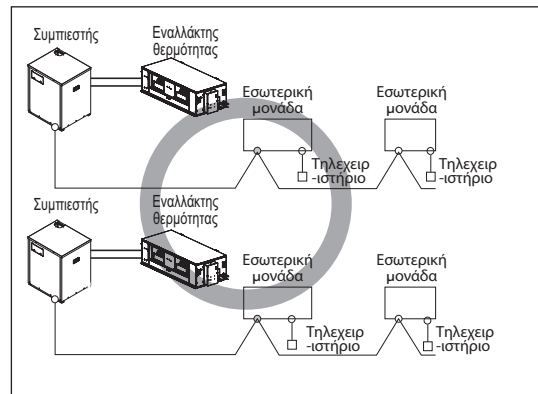 Συμπιεστής
Εναλλάκτης
θερμότητας
Εσωτερική
μονάδα
Εσωτερική
μονάδα
Τηλεχειρ
-ιστήριο
Τηλεχειρ
-ιστήριο
Συμπιεστής
Εναλλάκτης
θερμότητας
Εσωτερική
μονάδα
Εσωτερική
μονάδα
Τηλεχειρ
-ιστήριο
Τηλεχειρ
-ιστήριο